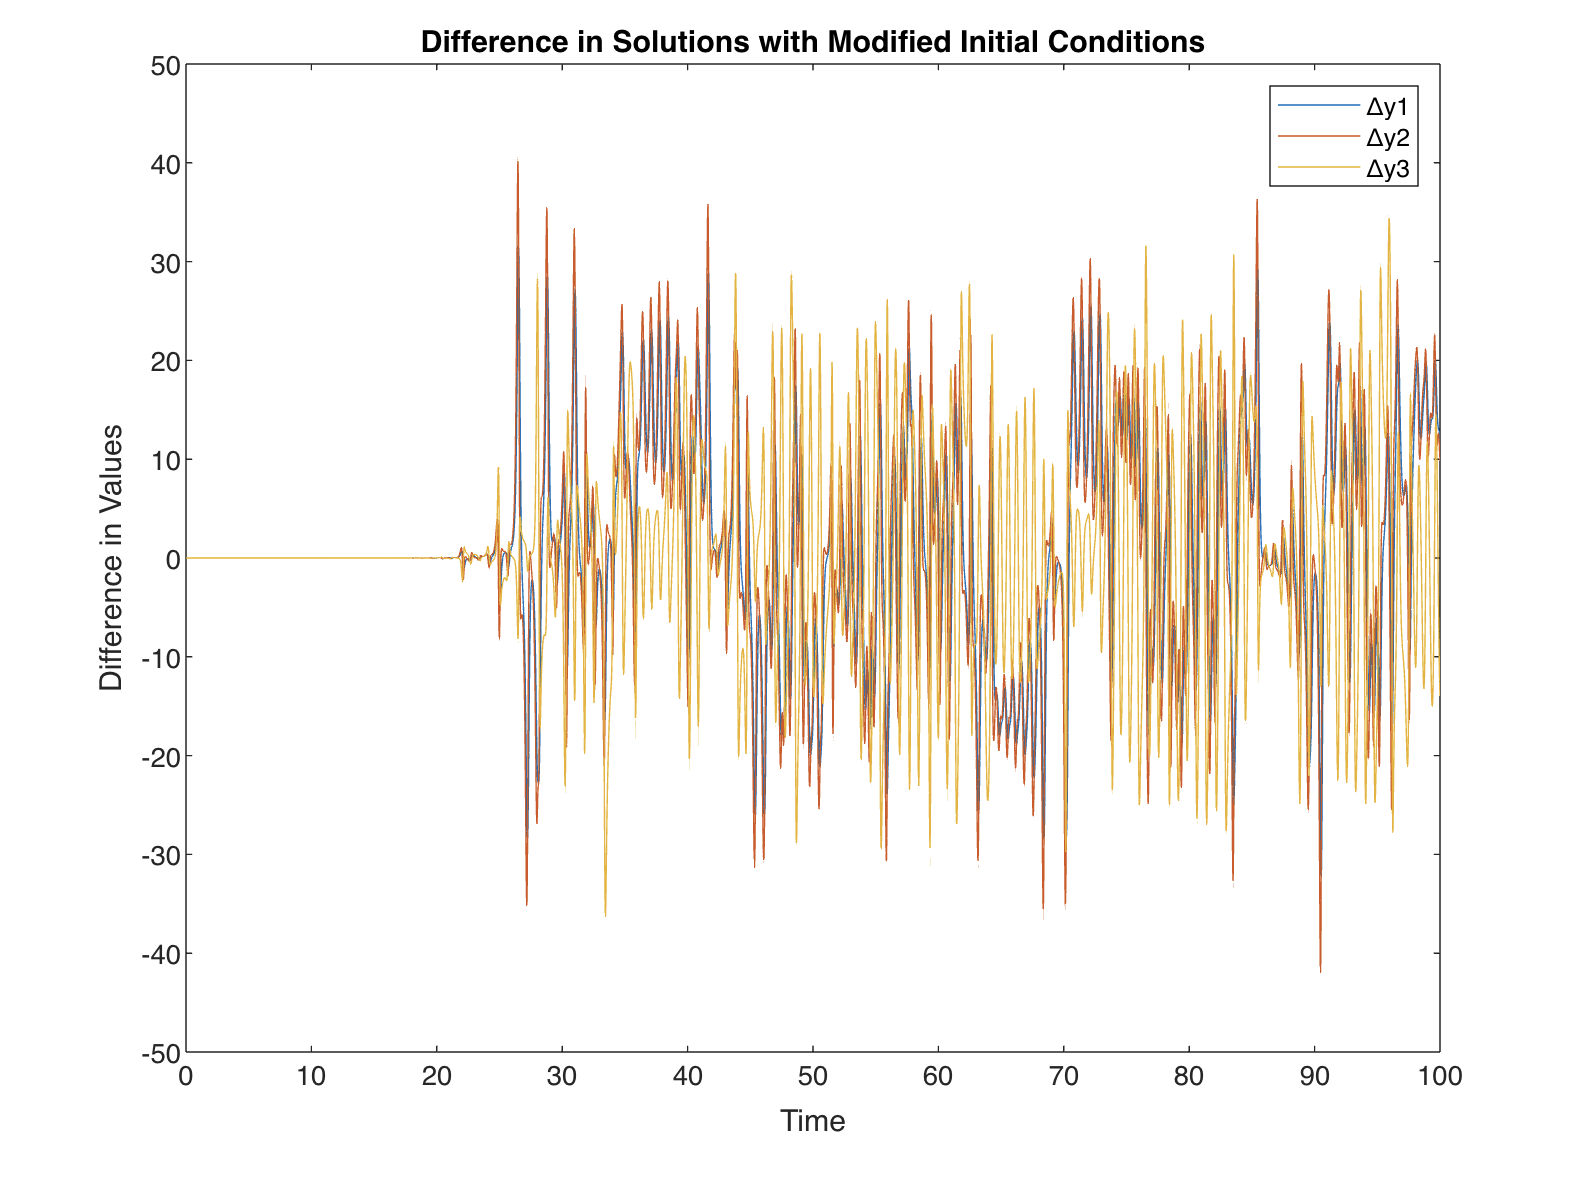 Difference in Solutions with Modified Initial Conditions
50
40
30
20
10
0
-10
-20
-30
-40
-50
Difference in Values
Δy1
Δy2
Δy3
0 10 20 30 40 50 60 70 80 90 100
Time